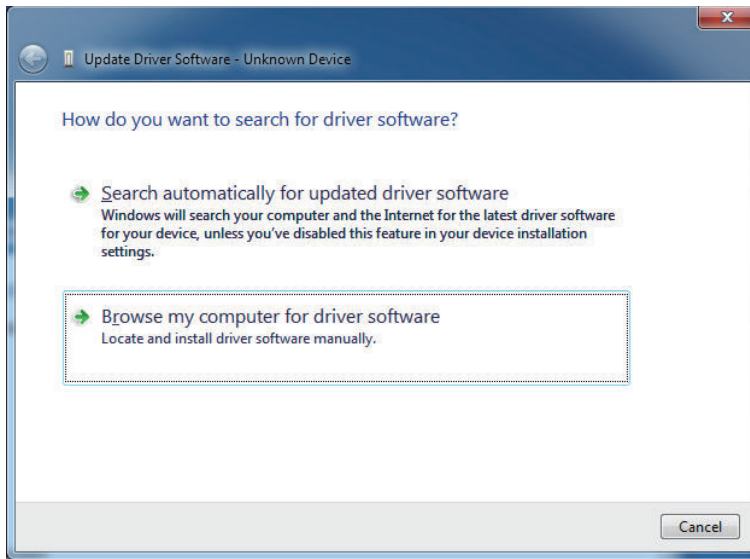 Update Driver Software - Unknown Device
How do you want to search for driver software?
Search automatically for updated driver software
Windows will search your computer and the Internet for the latest driver software
for your device, unless you've disabled this feature in your device installation
settings.
Browse my computer for driver software
Locate and install driver software manually.
Cancel